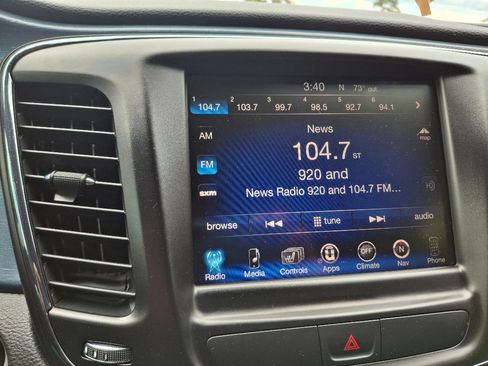 3:40 N 73° out
1 104.7 2 103.7 3 99.7 4 98.5 5 92.7 6 94.1
AM
News
map
FM
104.7 ST
920 and
sxm
News Radio 920 and 104.7 FM...
browse tune audio
OFF N
Radio Media Controls Apps Climate Nav Phone